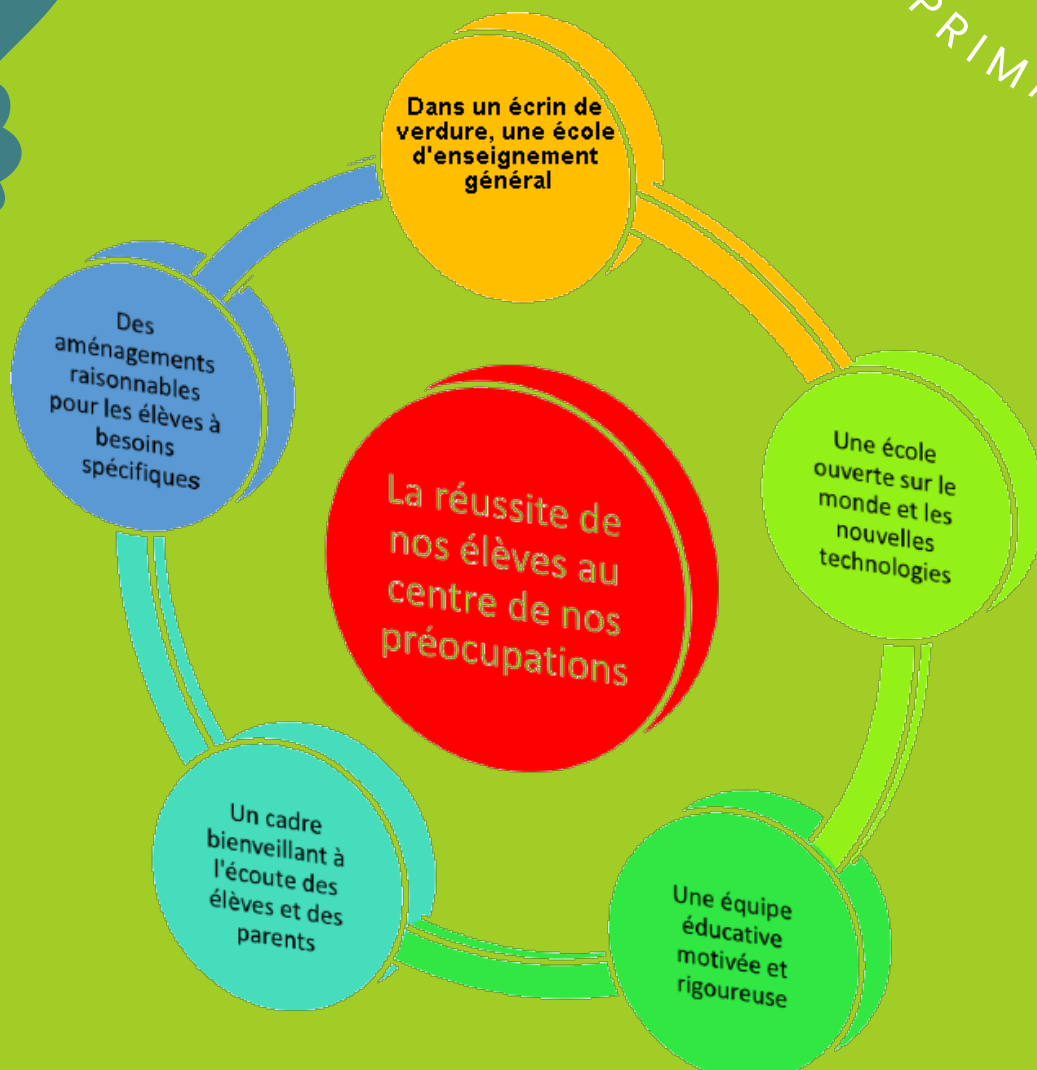 PRIM
Dans un écrin de
verdure, une école
d'enseignement
général
Des
aménagements
raisonnables
pour les élèves à
besoins
spécifiques
Une école
ouverte sur le
monde et les
nouvelles
technologies
La réussite de
nos élèves au
centre de nos
préocupations
Un cadre
bienveillant à
l'écoute des
élèves et des
parents
Une équipe
éducative
motivée et
rigoureuse